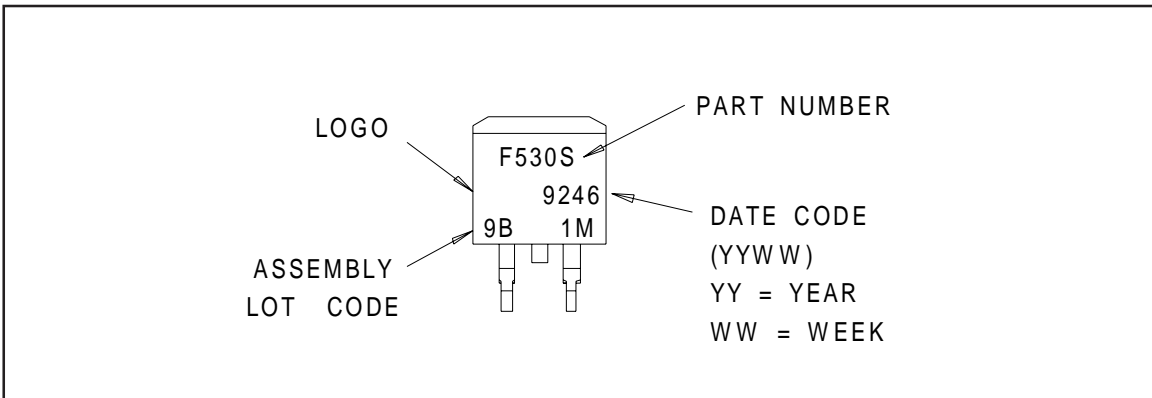 LOGO
PART NUMBER
F530S
9246
9B 1M
ASSEMBLY
LOT CODE
DATE CODE
(YYWW)
YY = YEAR
WW = WEEK